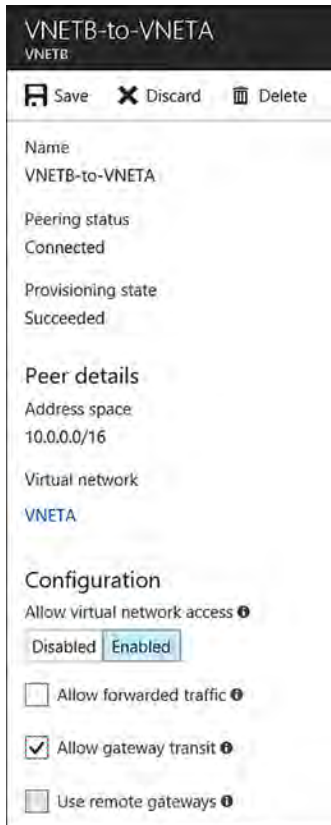 VNETB-to-VNETA
VNETB
Save Discard Delete
Name
VNETB-to-VNETA
Peering status
Connected
Provisioning state
Succeeded
Peer details
Address space
10.0.0.0/16
Virtual network
VNETA
Configuration
Allow virtual network access
Disabled Enabled
Allow forwarded traffic
Allow gateway transit
Use remote gateways